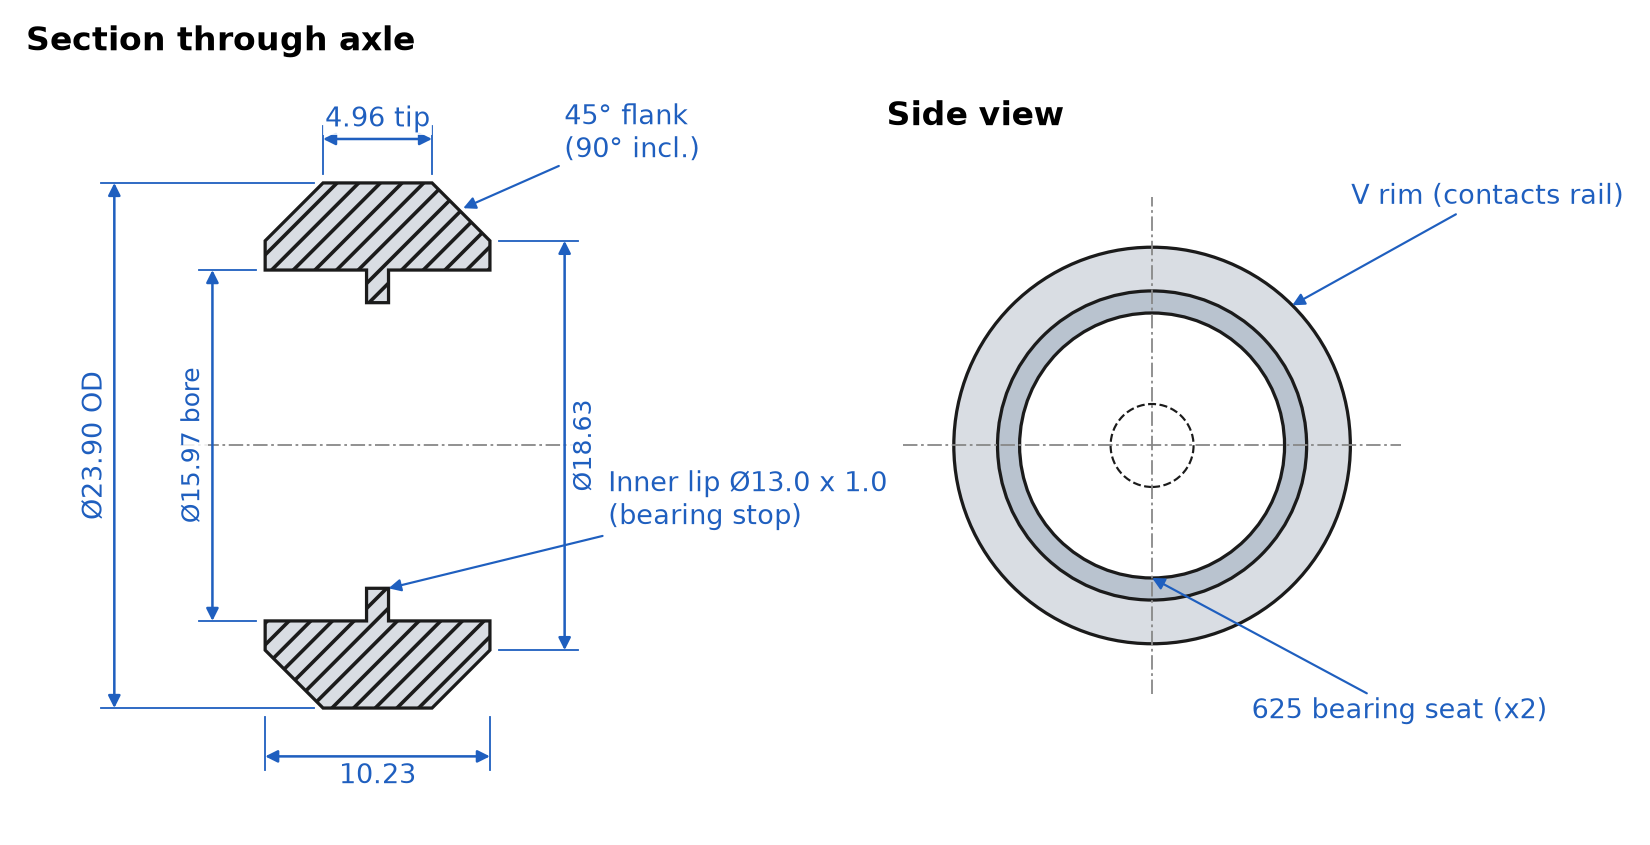 Section through axle
4.96 tip
45° flank
(90° incl.)
Ø23.90 OD
Ø15.97 bore
Ø18.63
Inner lip Ø13.0 x 1.0
(bearing stop)
10.23
Side view
V rim (contacts rail)
625 bearing seat (x2)